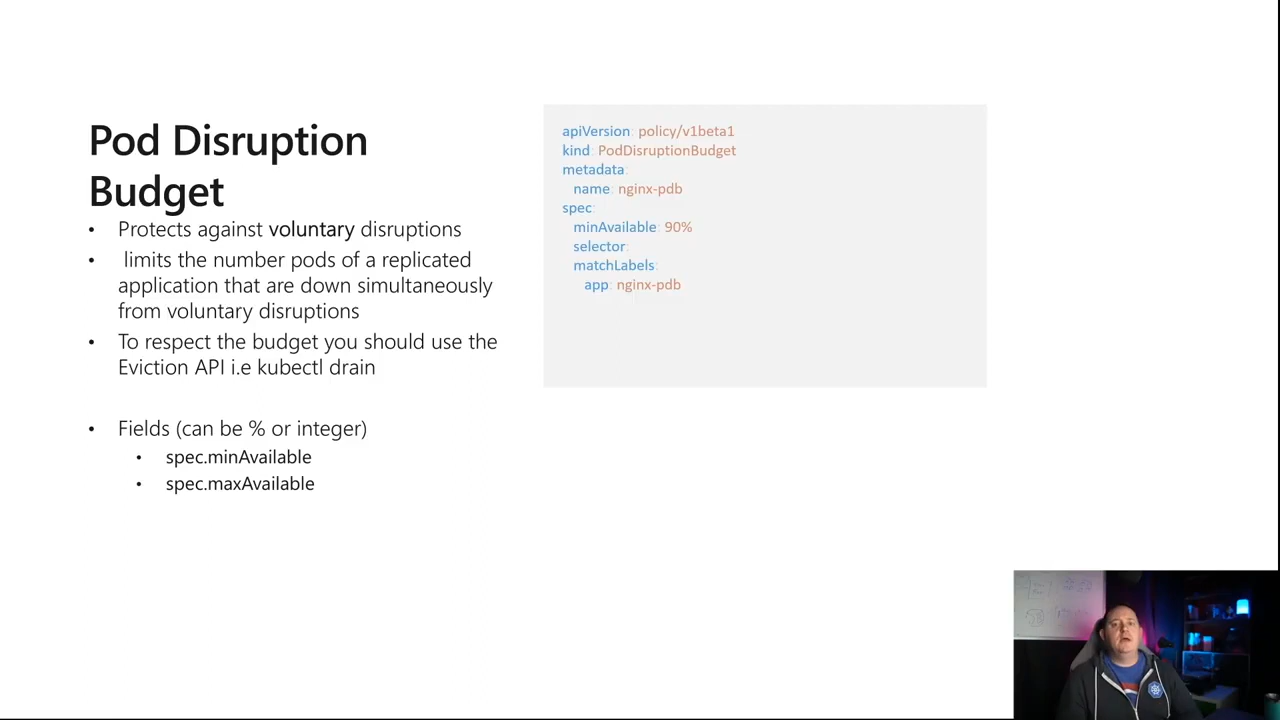 Pod Disruption
Budget
• Protects against voluntary disruptions
• limits the number pods of a replicated
application that are down simultaneously
from voluntary disruptions
• To respect the budget you should use the
Eviction API i.e kubectl drain
• Fields (can be % or integer)
• spec.minAvailable
• spec.maxAvailable
apiVersion: policy/v1beta1
kind: PodDisruptionBudget
metadata:
name: nginx-pdb
spec:
minAvailable: 90%
selector:
matchLabels:
app: nginx-pdb